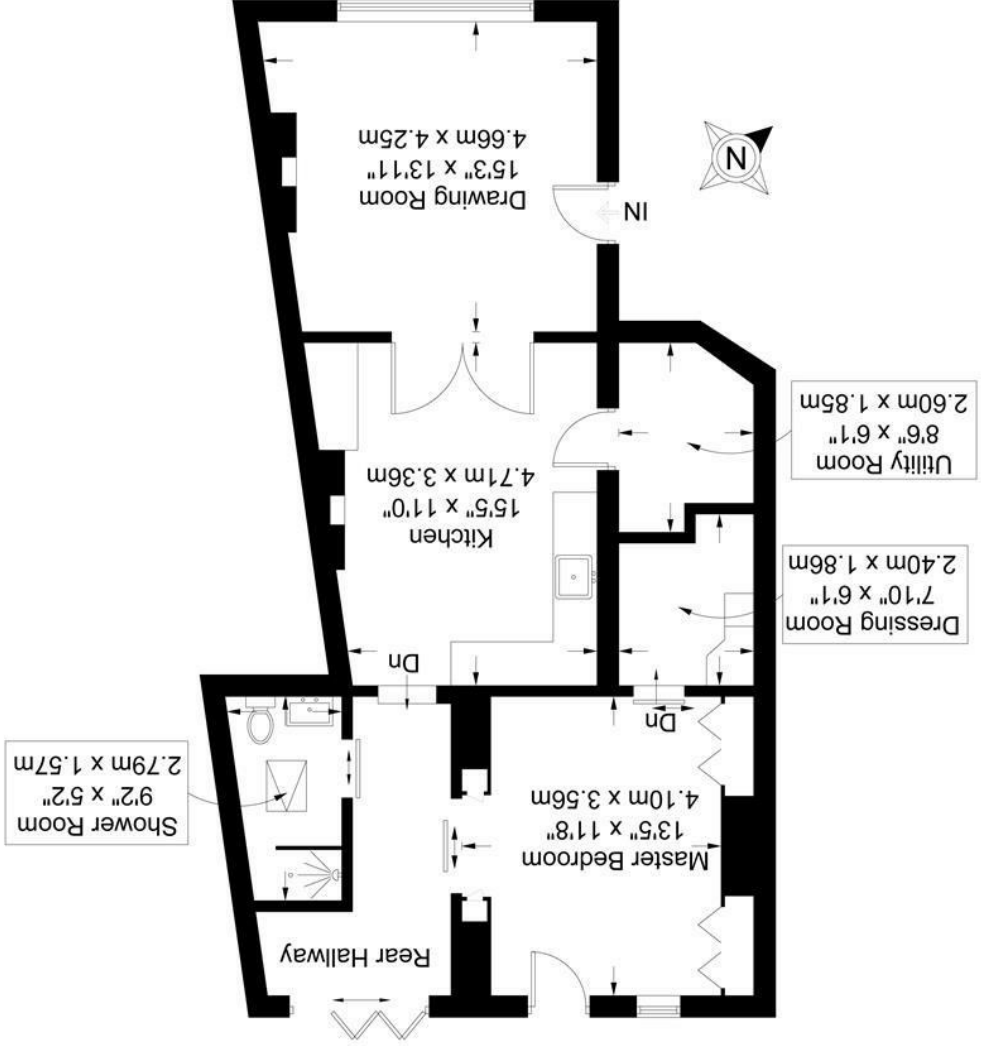 Rear Hallway
Master Bedroom
13'5" x 11'8"
4.10m x 3.56m
Shower Room
9'2" x 5'2"
2.79m x 1.57m
Dn
Dn
Dressing Room
7'10" x 6'1"
2.40m x 1.86m
Kitchen
15'5" x 11'0"
4.71m x 3.36m
Utility Room
8'6" x 6'1"
2.60m x 1.85m
IN
Drawing Room
15'3" x 13'11"
4.66m x 4.25m
N